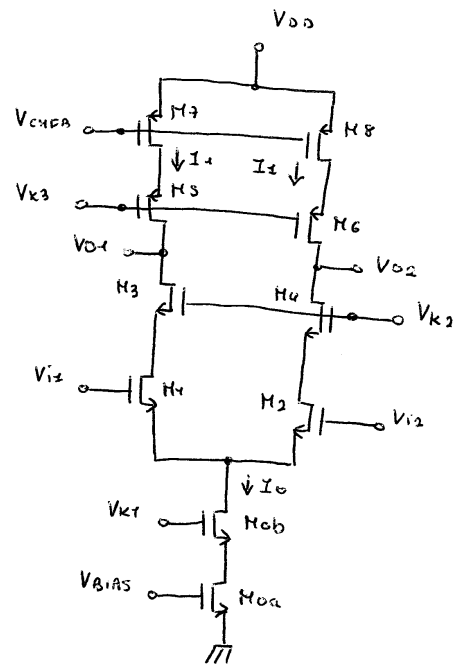 VDD
M7
VCMFB
M8
I1
I1
VK3
M5
M6
VO1
VO2
M3
M4
VK2
Vi1
M1
M2
Vi2
I0
VK1
M0b
VBIAS
M0a